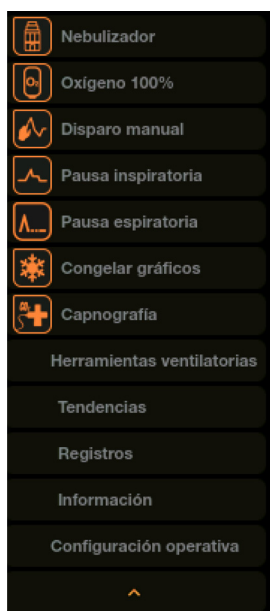 Nebulizador
O₂
Oxígeno 100%
Disparo manual
Pausa inspiratoria
Pausa espiratoria
Congelar gráficos
Capnografía
Herramientas ventilatorias
Tendencias
Registros
Información
Configuración operativa